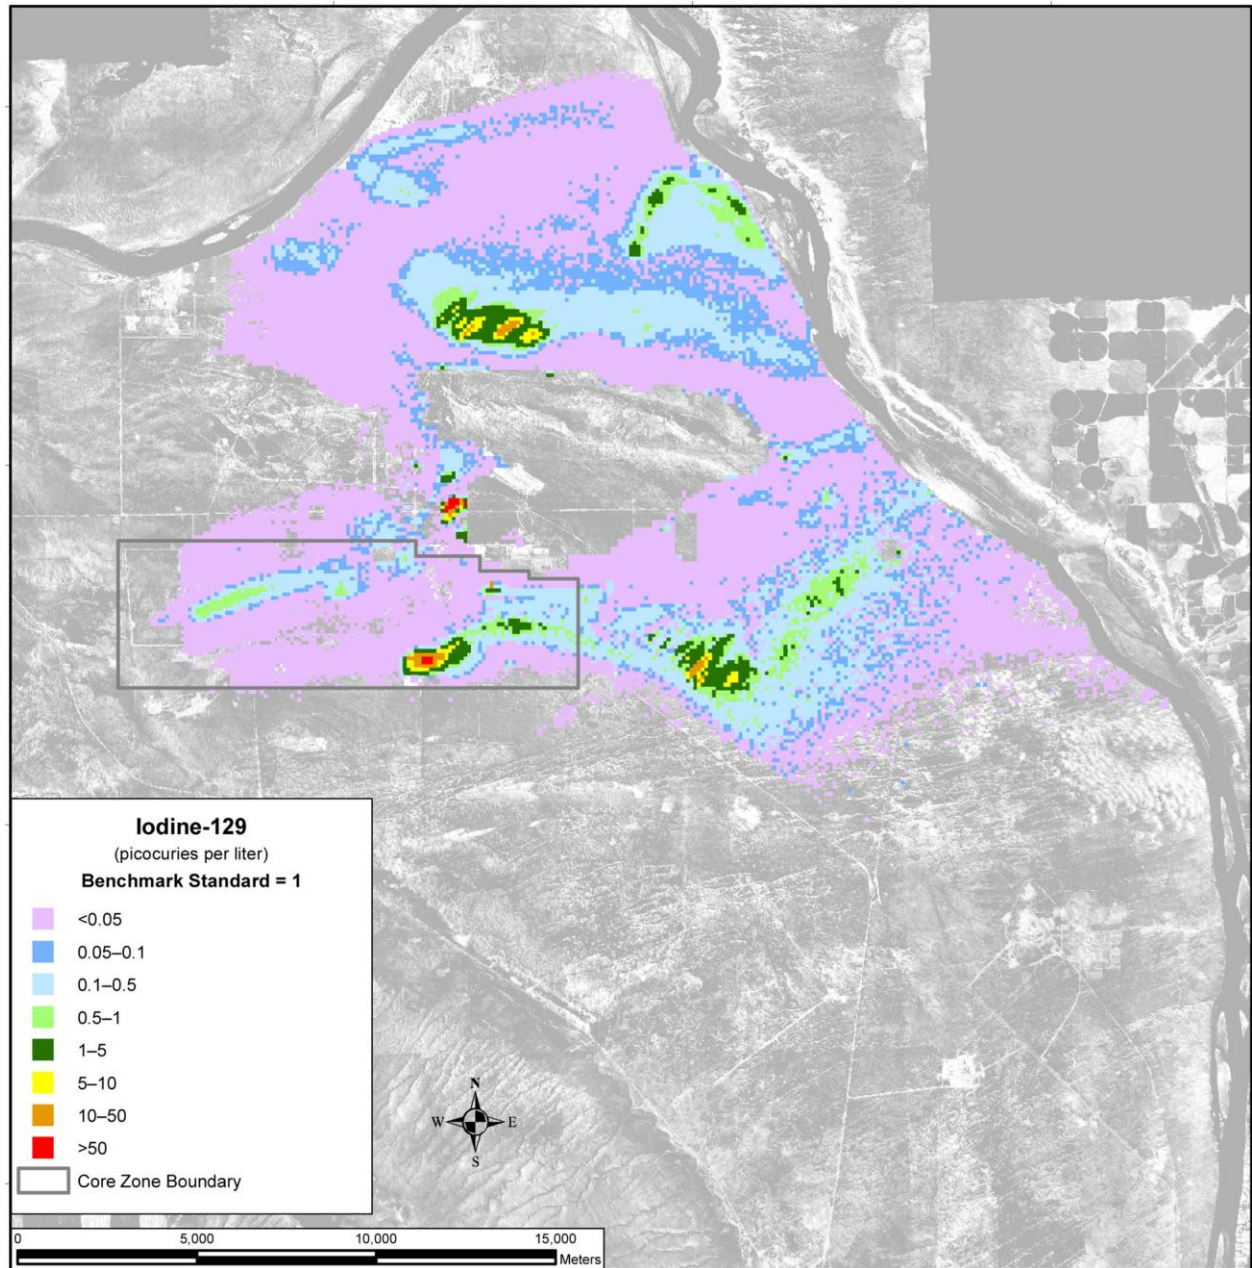 Iodine-129
(picocuries per liter)
Benchmark Standard = 1
<0.05
0.05–0.1
0.1–0.5
0.5–1
1–5
5–10
10–50
>50
Core Zone Boundary
N
W E
S
0 5,000 10,000 15,000
Meters